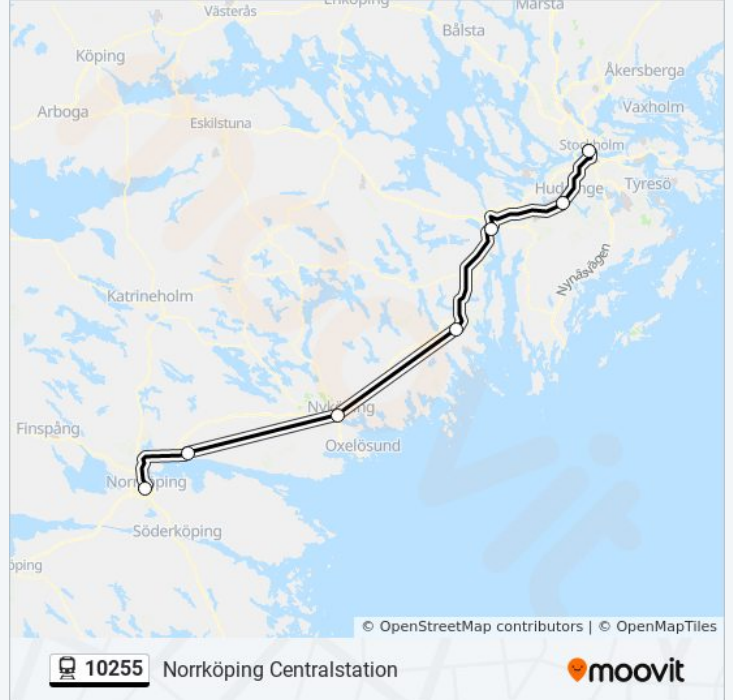 Västerås
Enköping
Märsta
Bålsta
Köping
Åkersberga
Arboga
Vaxholm
Eskilstuna
Stockholm
Huddinge
Tyresö
Nynäsvägen
Katrineholm
Nyköping
Finspång
Oxelösund
Norrköping
Söderköping
öping
© OpenStreetMap contributors | © OpenMapTiles
10255 Norrköping Centralstation
moovit